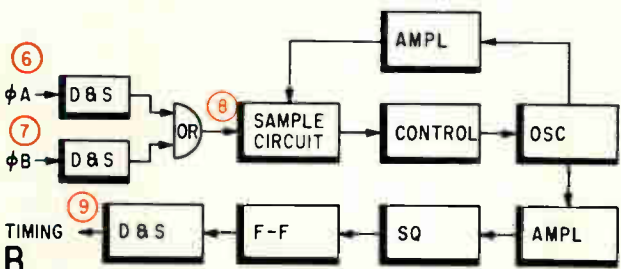 AMPL
6
φA
D & S
8
OR
SAMPLE
CIRCUIT
CONTROL
OSC
7
φB
D & S
9
TIMING
D & S
F-F
SQ
AMPL
B